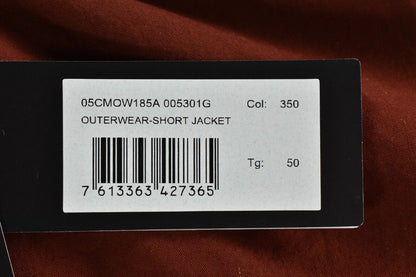 05CMOW185A 005301G Col: 350
OUTERWEAR-SHORT JACKET
Tg: 50
7 613363 427365